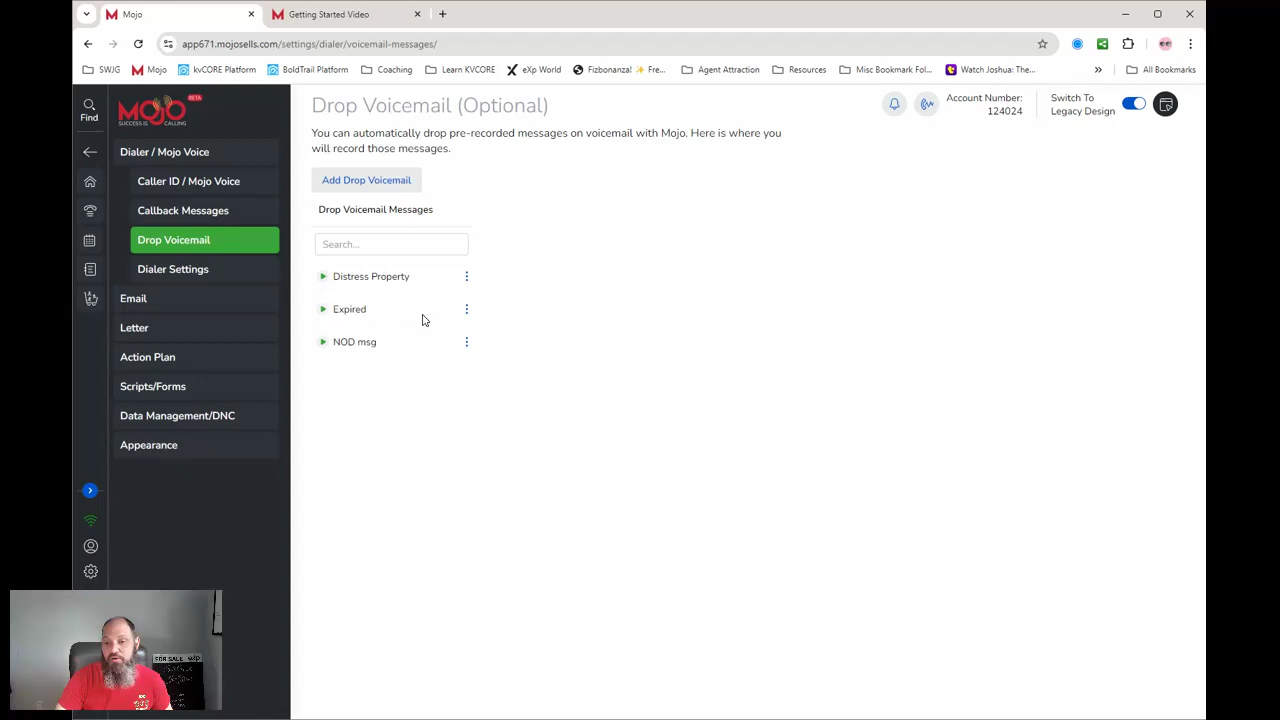 Mojo
Getting Started Video
app671.mojosells.com/settings/dialer/voicemail-messages/
SWJG
Mojo
kvCORE Platform
BoldTrail Platform
Coaching
Learn KVCORE
eXp World
Fizbonanza! ✨ Fre...
Agent Attraction
Resources
Misc Bookmark Fol...
Watch Joshua: The...
»
All Bookmarks
Find
MOJO
BETA
SUCCESS IS CALLING
Dialer / Mojo Voice
Caller ID / Mojo Voice
Callback Messages
Drop Voicemail
Dialer Settings
Email
Letter
Action Plan
Scripts/Forms
Data Management/DNC
Appearance
Drop Voicemail (Optional)
You can automatically drop pre-recorded messages on voicemail with Mojo. Here is where you
will record those messages.
Add Drop Voicemail
Drop Voicemail Messages
Search...
Distress Property
Expired
NOD msg
Account Number:
124024
Switch To
Legacy Design
FOR SALE exp